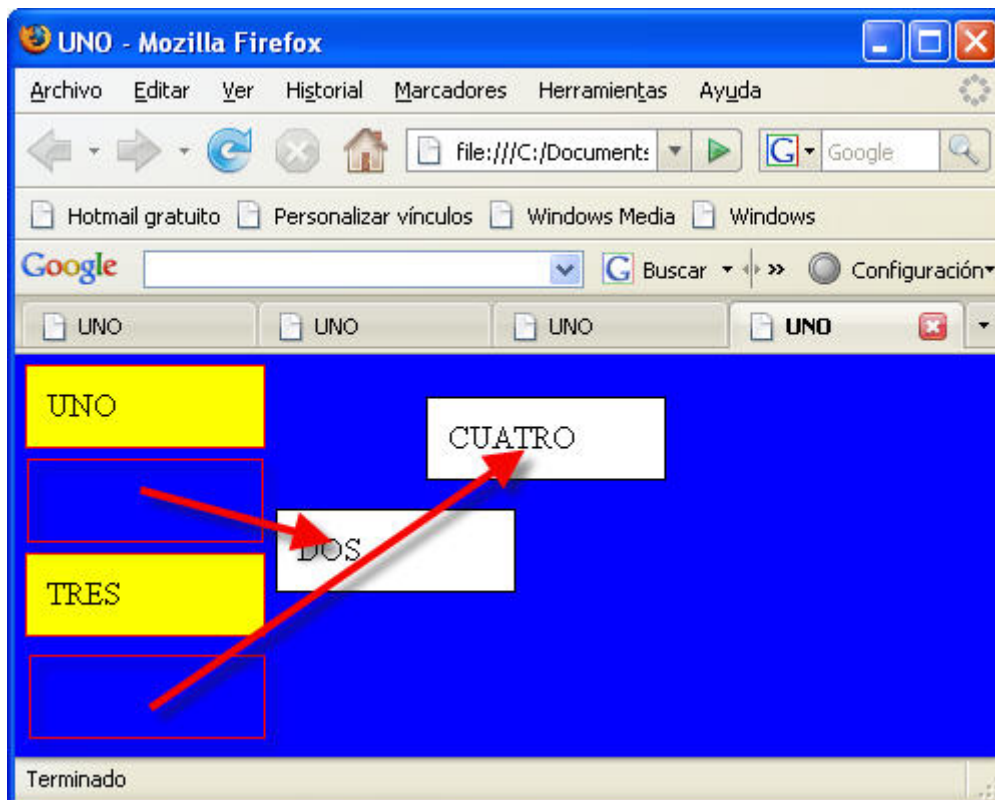 UNO - Mozilla Firefox
Archivo Editar Ver Historial Marcadores Herramientas Ayuda
file:///C:/Documents G Google
Hotmail gratuito Personalizar vínculos Windows Media Windows
Google G Buscar » Configuración
UNO UNO UNO UNO
UNO
CUATRO
DOS
TRES
Terminado